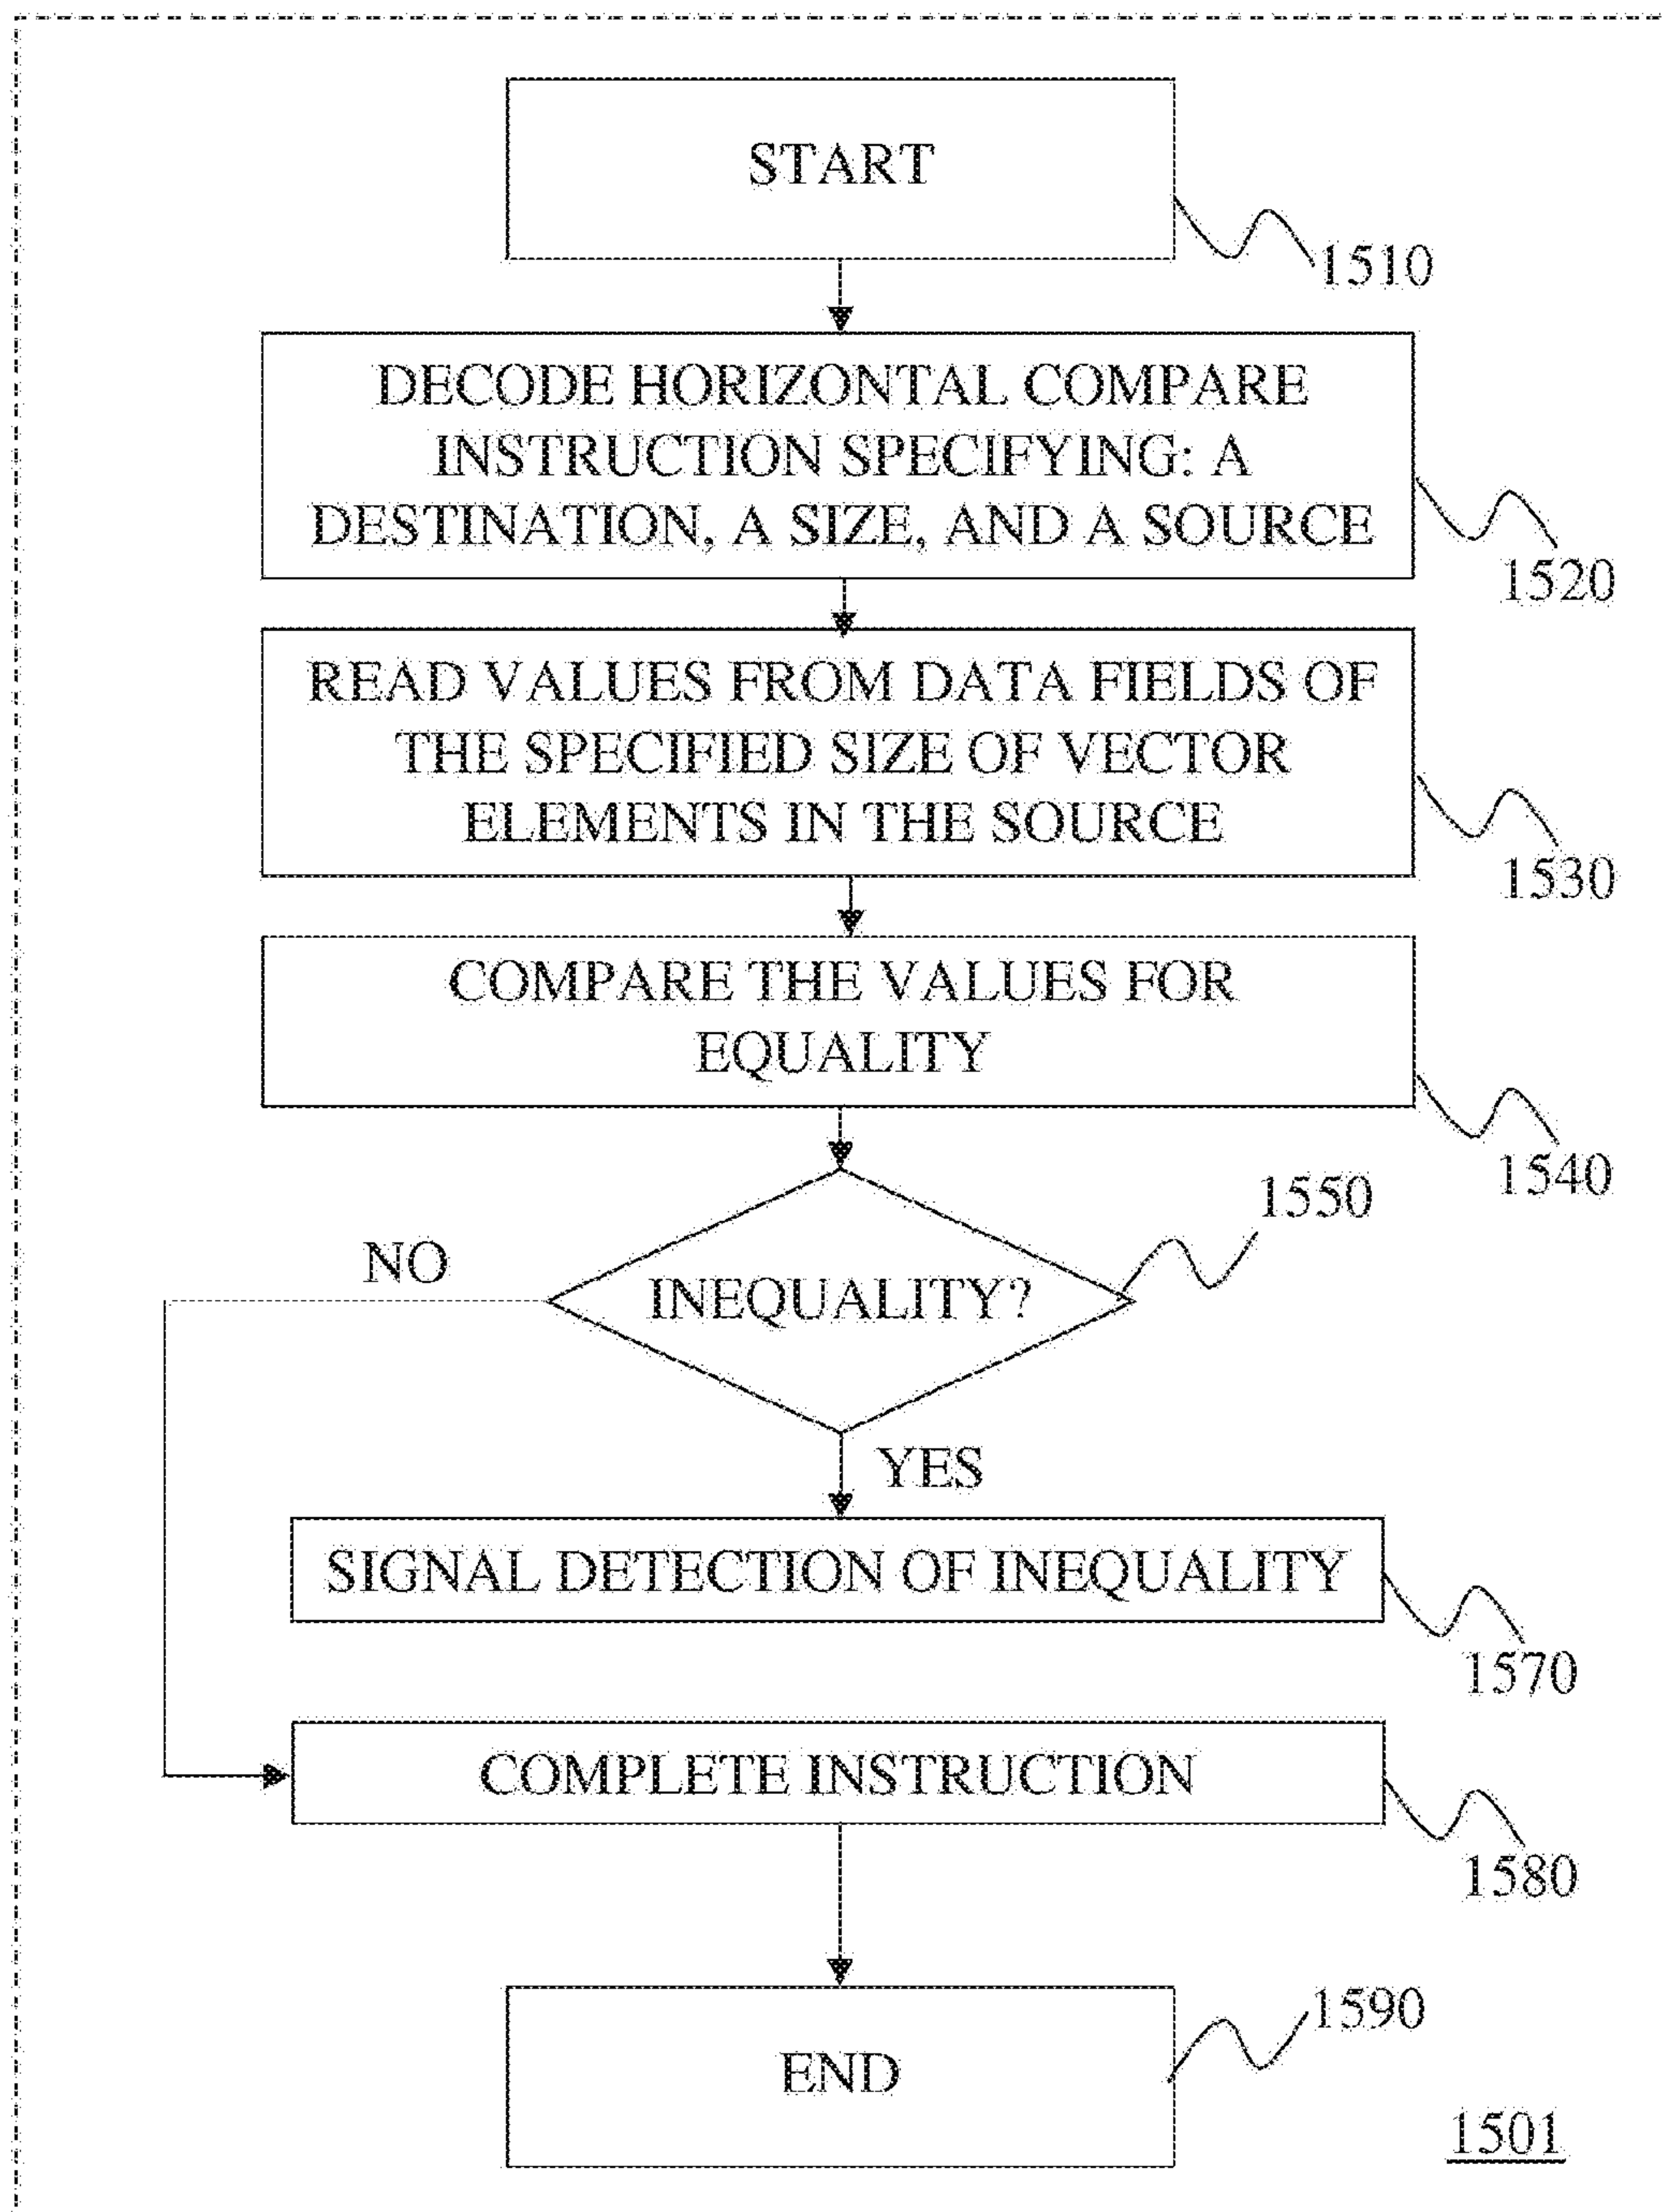 START
1510
DECODE HORIZONTAL COMPARE
INSTRUCTION SPECIFYING: A
DESTINATION, A SIZE, AND A SOURCE
1520
READ VALUES FROM DATA FIELDS OF
THE SPECIFIED SIZE OF VECTOR
ELEMENTS IN THE SOURCE
1530
COMPARE THE VALUES FOR
EQUALITY
1540
1550
NO
INEQUALITY?
YES
SIGNAL DETECTION OF INEQUALITY
1570
COMPLETE INSTRUCTION
1580
1590
END
1501